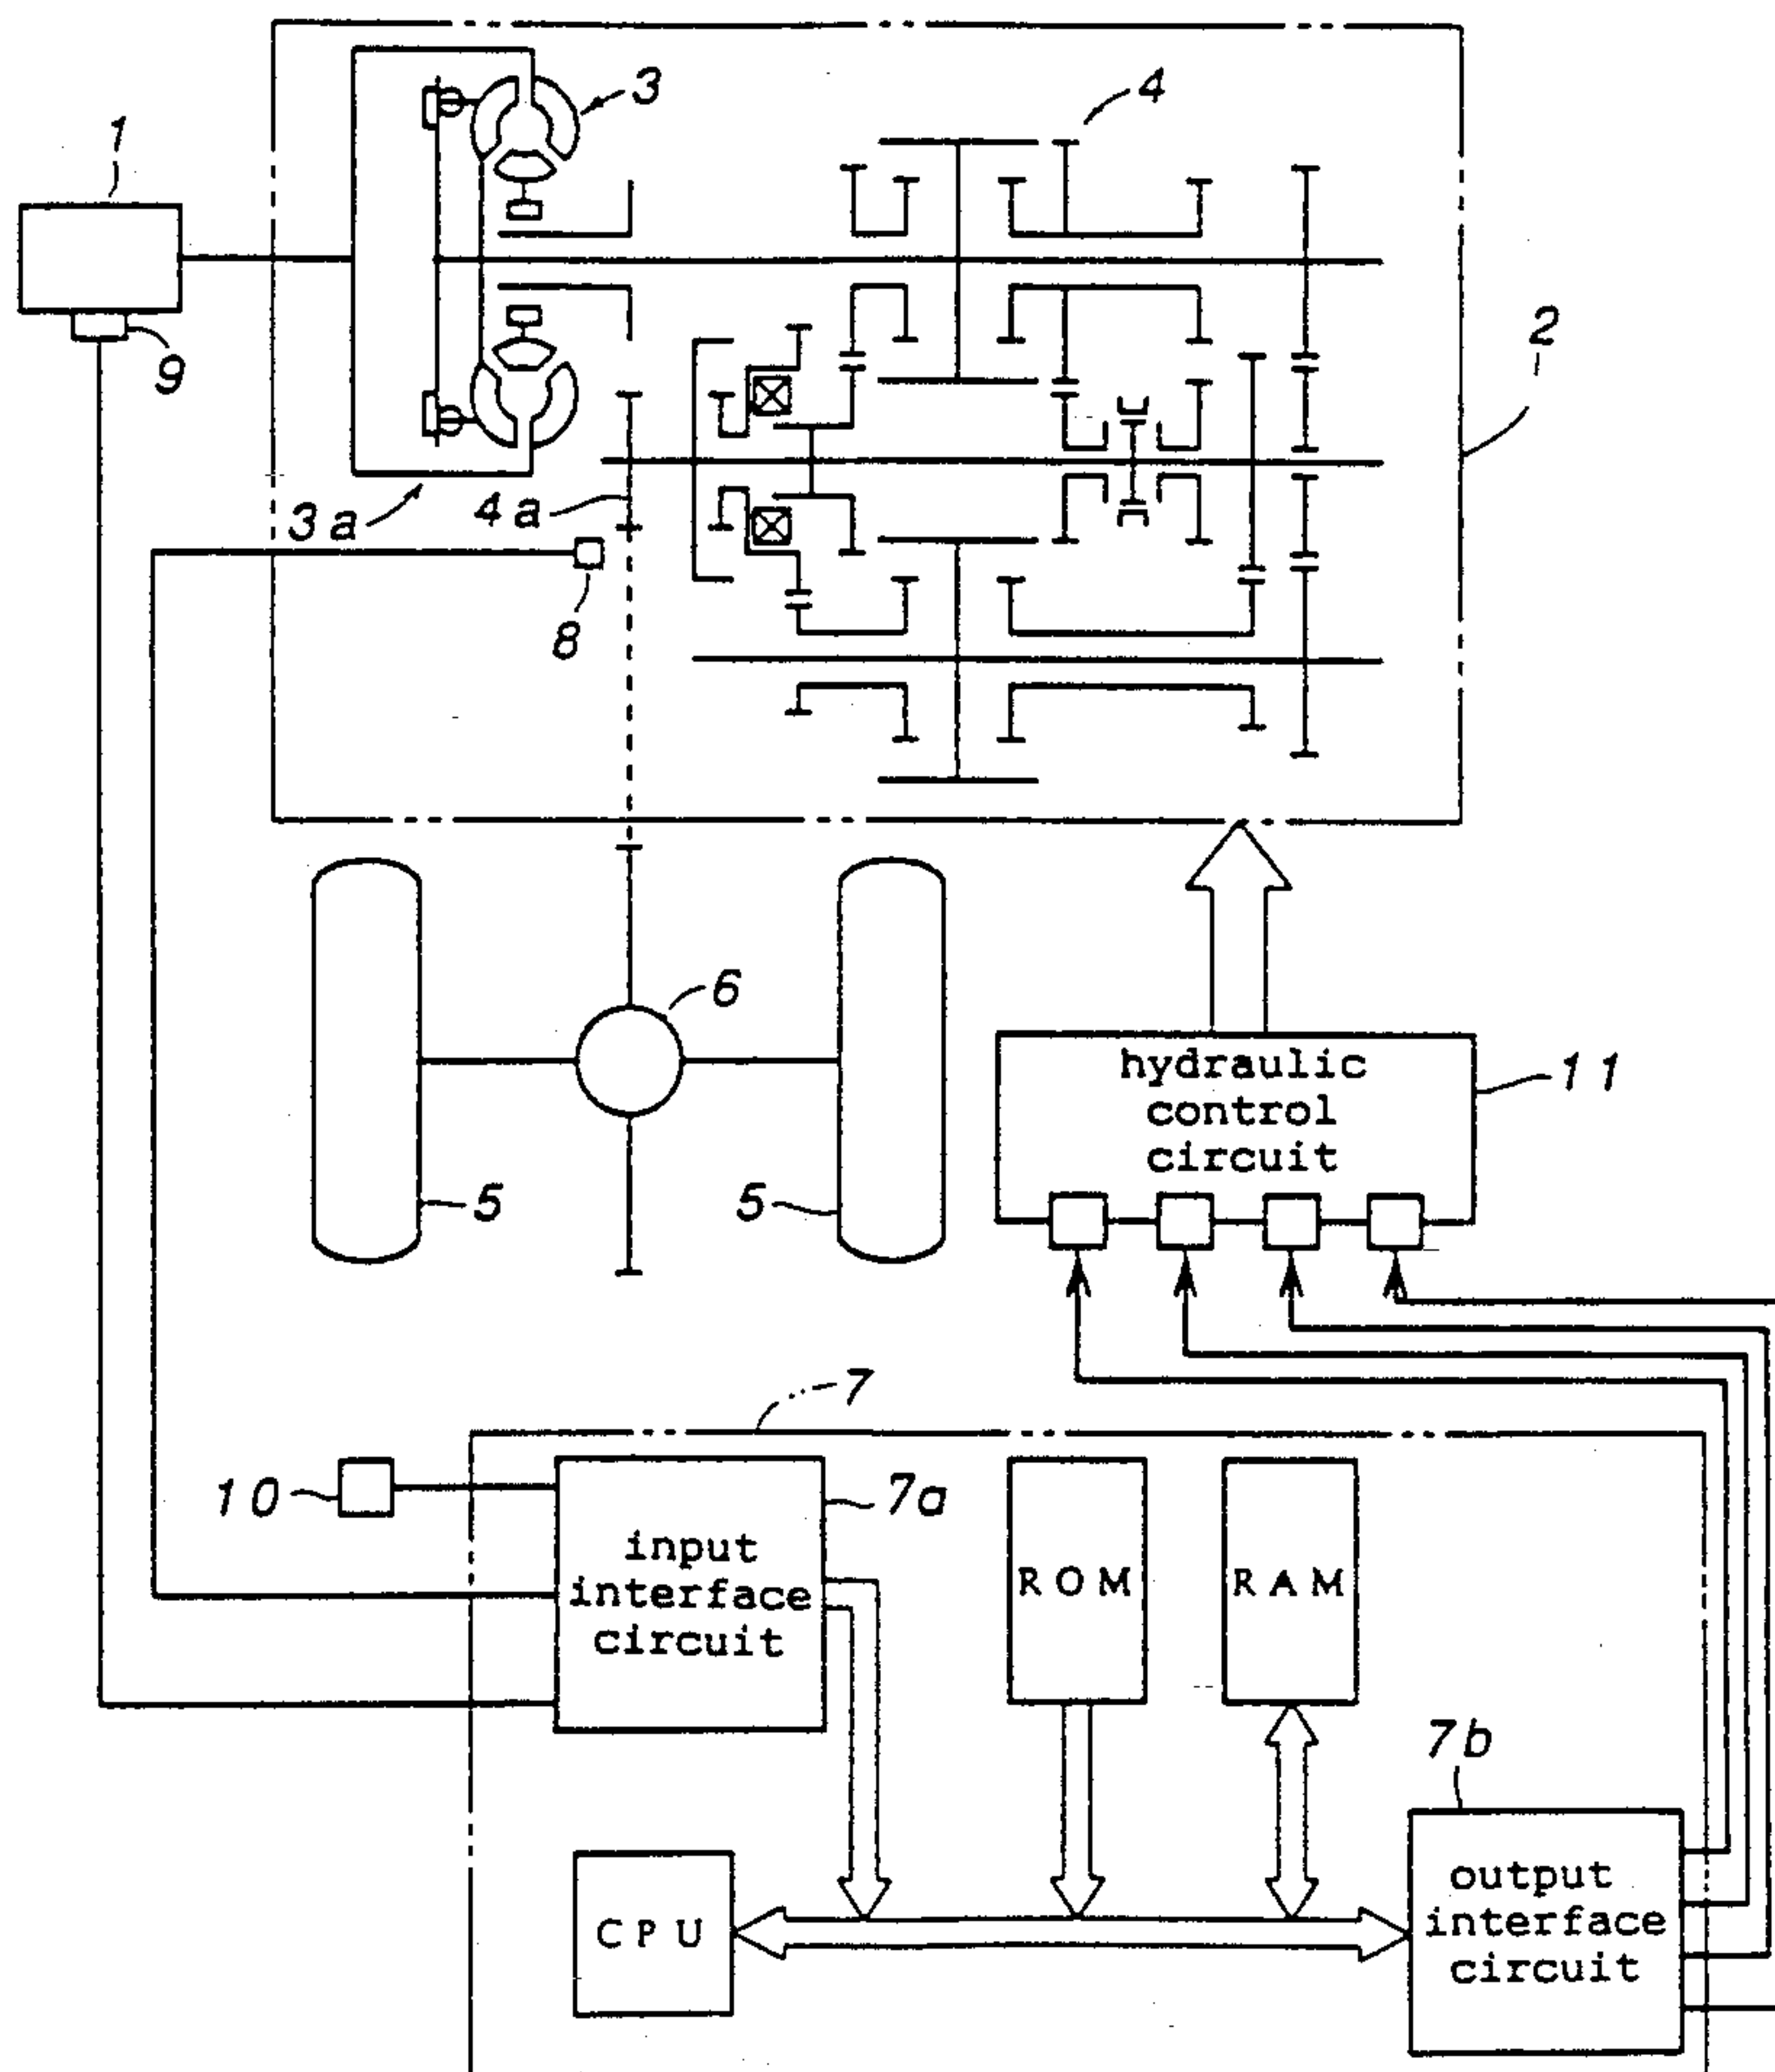 3
4
1
2
9
3a
4a
8
6
hydraulic
control
circuit
11
5
5
7
10
7a
input
interface
circuit
ROM
RAM
7b
CPU
output
interface
circuit